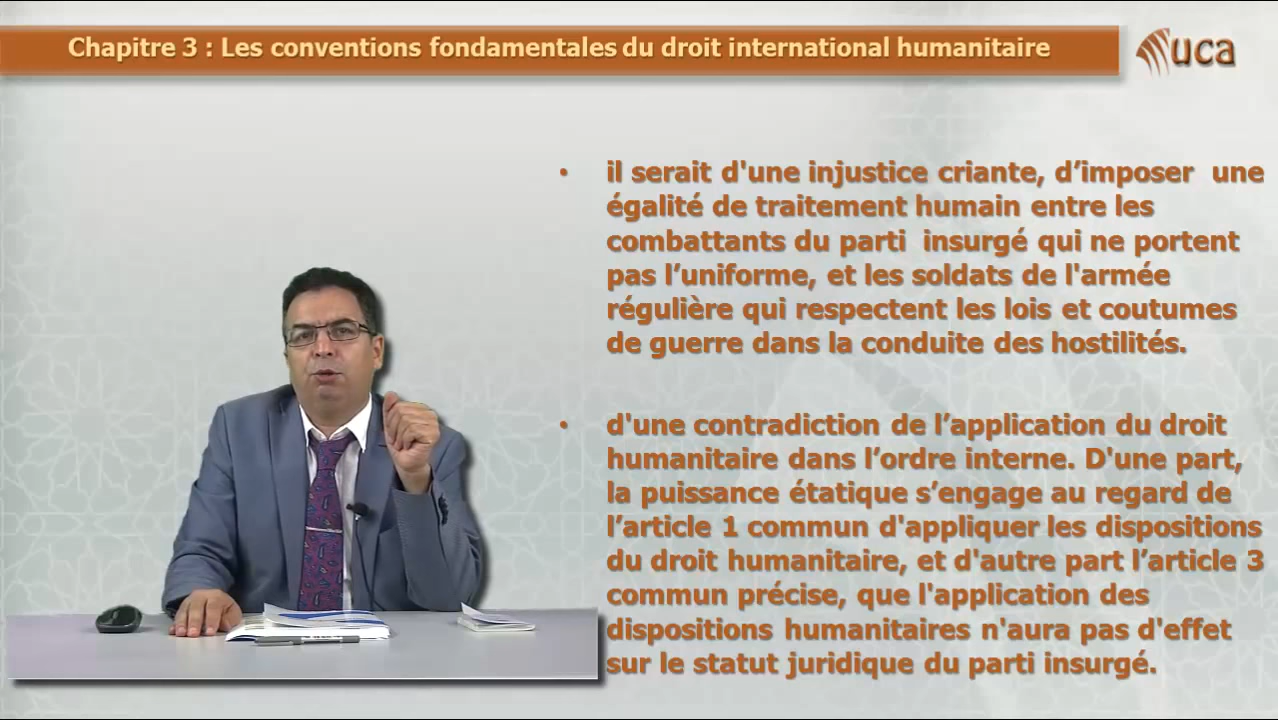 Chapitre 3 : Les conventions fondamentales du droit international humanitaire
uca
• il serait d'une injustice criante, d’imposer une
égalité de traitement humain entre les
combattants du parti insurgé qui ne portent
pas l’uniforme, et les soldats de l'armée
régulière qui respectent les lois et coutumes
de guerre dans la conduite des hostilités.
• d'une contradiction de l’application du droit
humanitaire dans l’ordre interne. D'une part,
la puissance étatique s’engage au regard de
l’article 1 commun d'appliquer les dispositions
du droit humanitaire, et d'autre part l’article 3
commun précise, que l'application des
dispositions humanitaires n'aura pas d'effet
sur le statut juridique du parti insurgé.